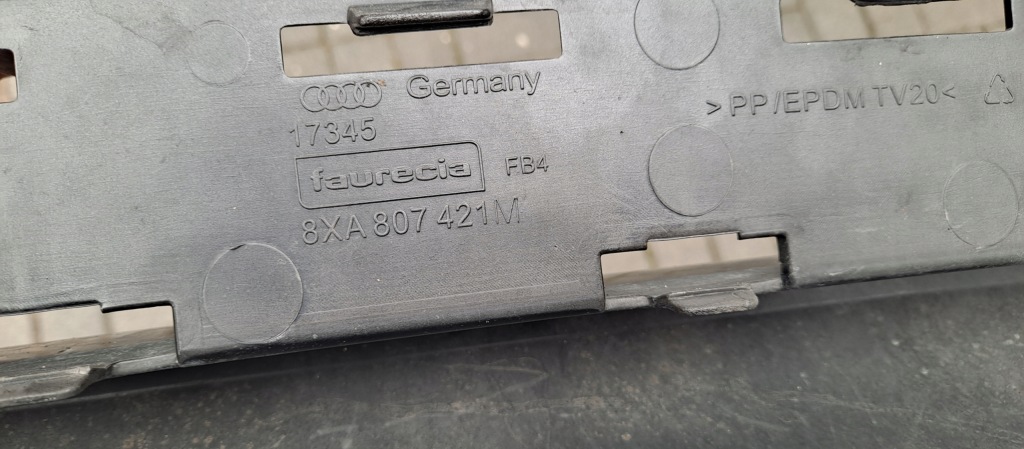 Germany
17345
faurecia FB4
8XA 807 421M
>PP/EPDM TV20<